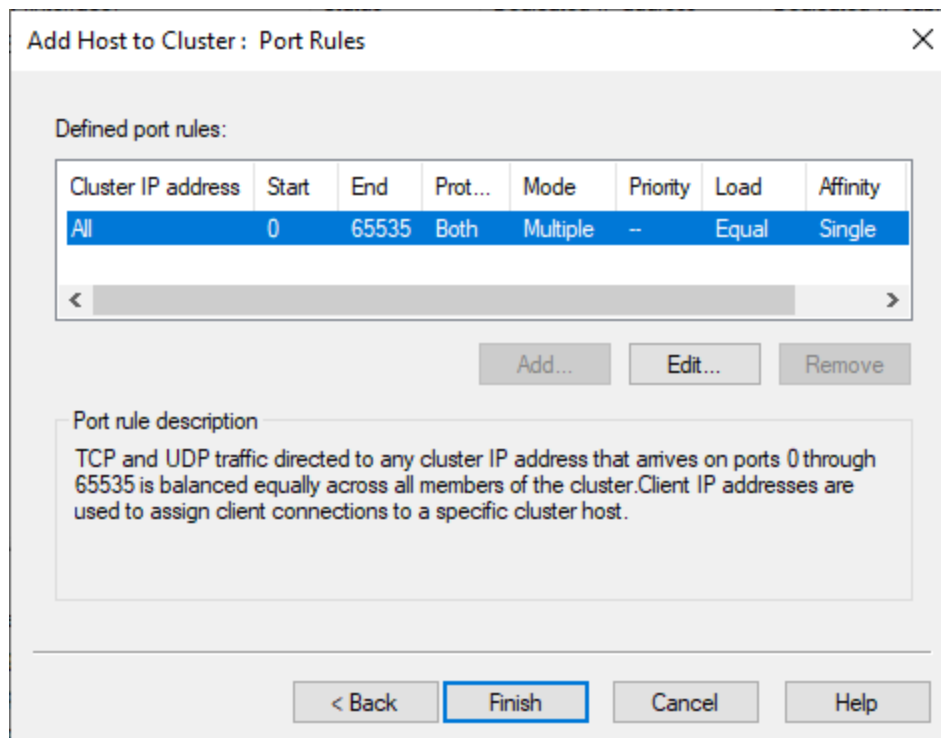 Add Host to Cluster : Port Rules
Defined port rules:
Cluster IP address Start End Prot... Mode Priority Load Affinity
All 0 65535 Both Multiple -- Equal Single
Add... Edit... Remove
Port rule description
TCP and UDP traffic directed to any cluster IP address that arrives on ports 0 through
65535 is balanced equally across all members of the cluster.Client IP addresses are
used to assign client connections to a specific cluster host.
< Back Finish Cancel Help